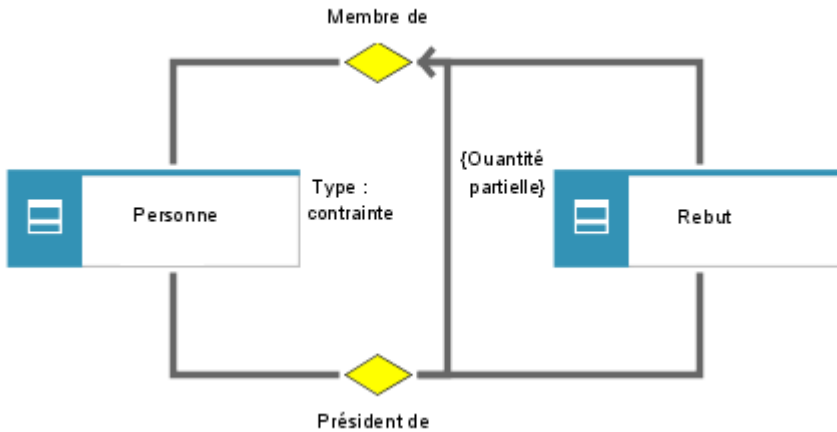 Membre de
{Quantité
partielle}
Type :
contrainte
Personne
Rebut
Président de